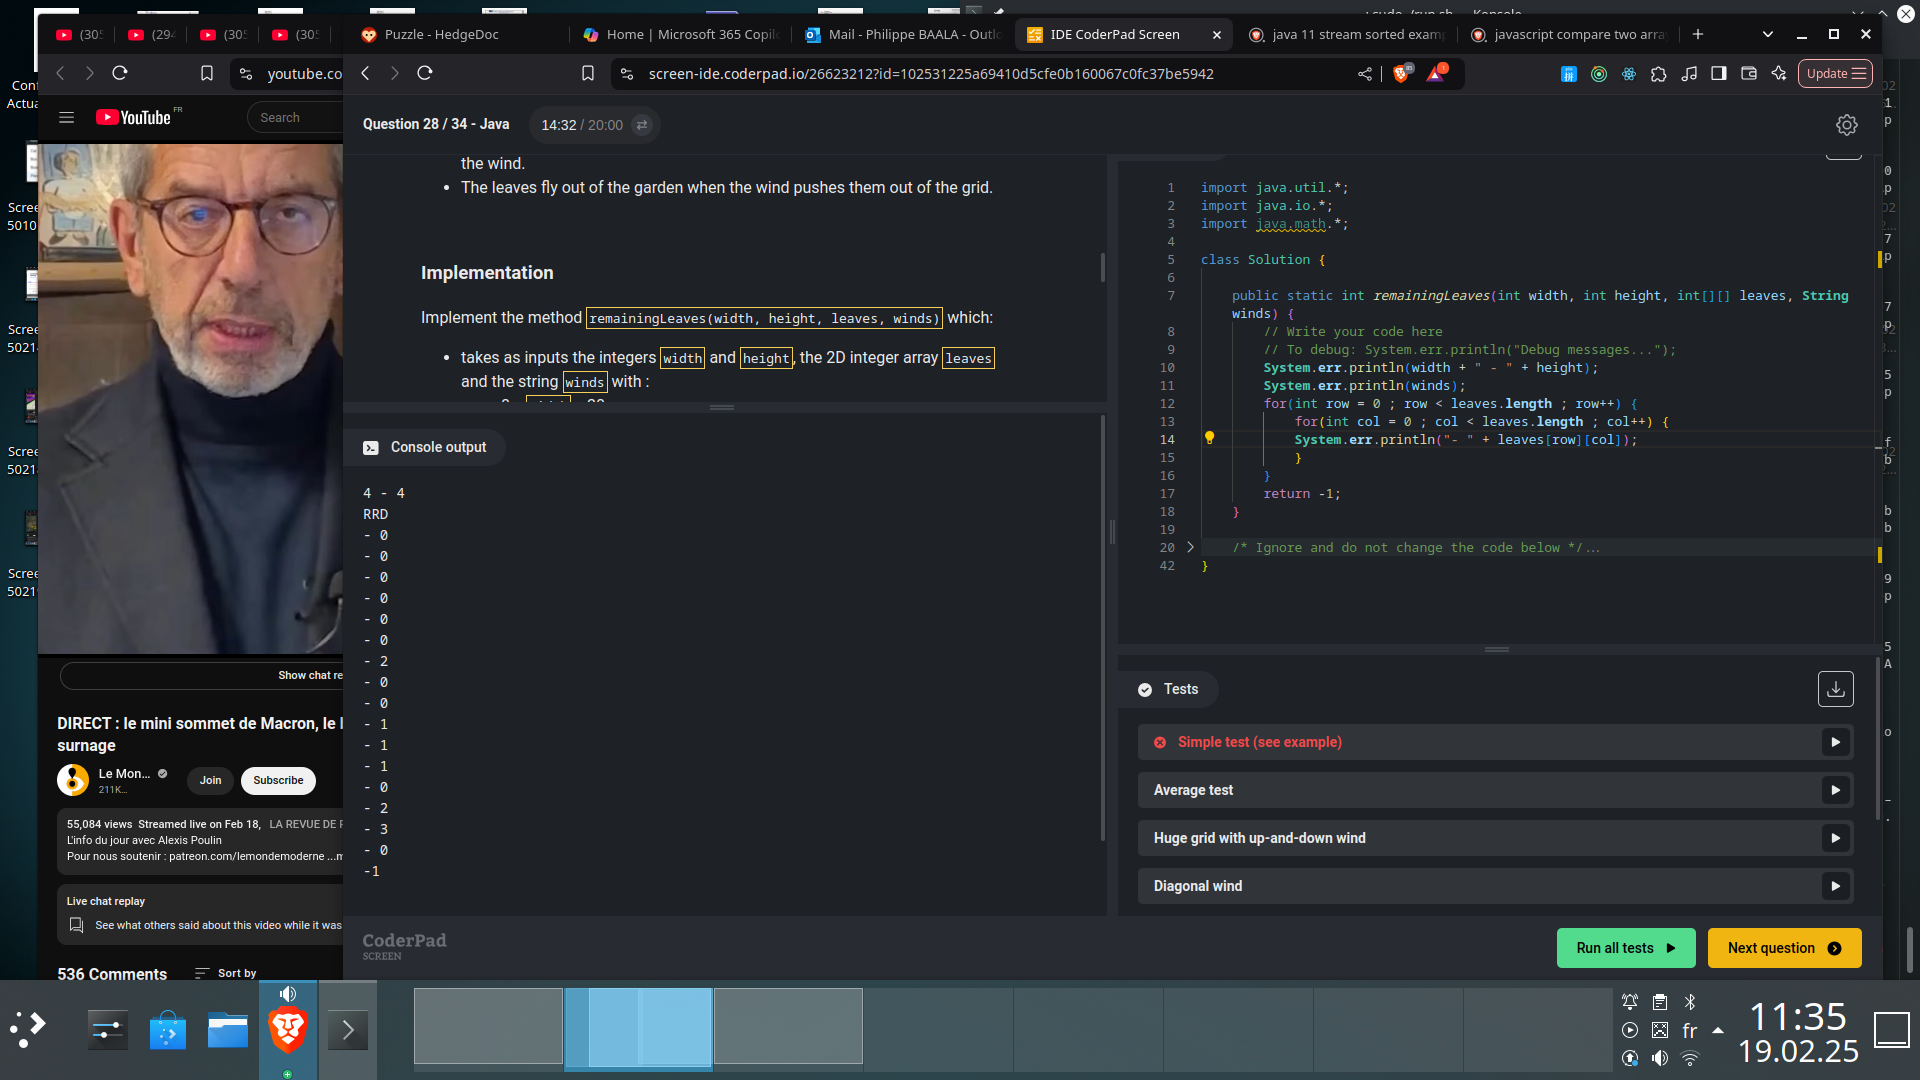 Puzzle - HedgeDoc
Home | Microsoft 365 Copil
Mail - Philippe BAALA - Outlo
IDE CoderPad Screen
java 11 stream sorted examp
javascript compare two arra
youtube.co
screen-ide.coderpad.io/26623212?id=102531225a69410d5cfe0b160067c0fc37be5942
Update
YouTube FR
Search
Question 28 / 34 - Java
14:32 / 20:00
the wind.
• The leaves fly out of the garden when the wind pushes them out of the grid.
Implementation
Implement the method remainingLeaves(width, height, leaves, winds) which:
• takes as inputs the integers width and height, the 2D integer array leaves
and the string winds with :
Console output
4 - 4
RRD
- 0
- 0
- 0
- 0
- 0
- 0
- 2
- 0
- 0
- 1
- 1
- 1
- 0
- 2
- 3
- 0
-1
1 import java.util.*;
2 import java.io.*;
3 import java.math.*;
4
5 class Solution {
6
7 public static int remainingLeaves(int width, int height, int[][] leaves, String
winds) {
8 // Write your code here
9 // To debug: System.err.println("Debug messages...");
10 System.err.println(width + " - " + height);
11 System.err.println(winds);
12 for(int row = 0 ; row < leaves.length ; row++) {
13 for(int col = 0 ; col < leaves.length ; col++) {
14 System.err.println("- " + leaves[row][col]);
15 }
16 }
17 return -1;
18 }
19
20 /* Ignore and do not change the code below */...
42 }
Tests
Simple test (see example)
Average test
Huge grid with up-and-down wind
Diagonal wind
CoderPad
SCREEN
Run all tests
Next question
Show chat re
DIRECT : le mini sommet de Macron, le
surnage
Le Mon...
211K...
Join
Subscribe
55,084 views Streamed live on Feb 18, LA REVUE DE
L'info du jour avec Alexis Poulin
Pour nous soutenir : patreon.com/lemondemoderne ...m
Live chat replay
See what others said about this video while it was
536 Comments
Sort by
fr
11:35
19.02.25